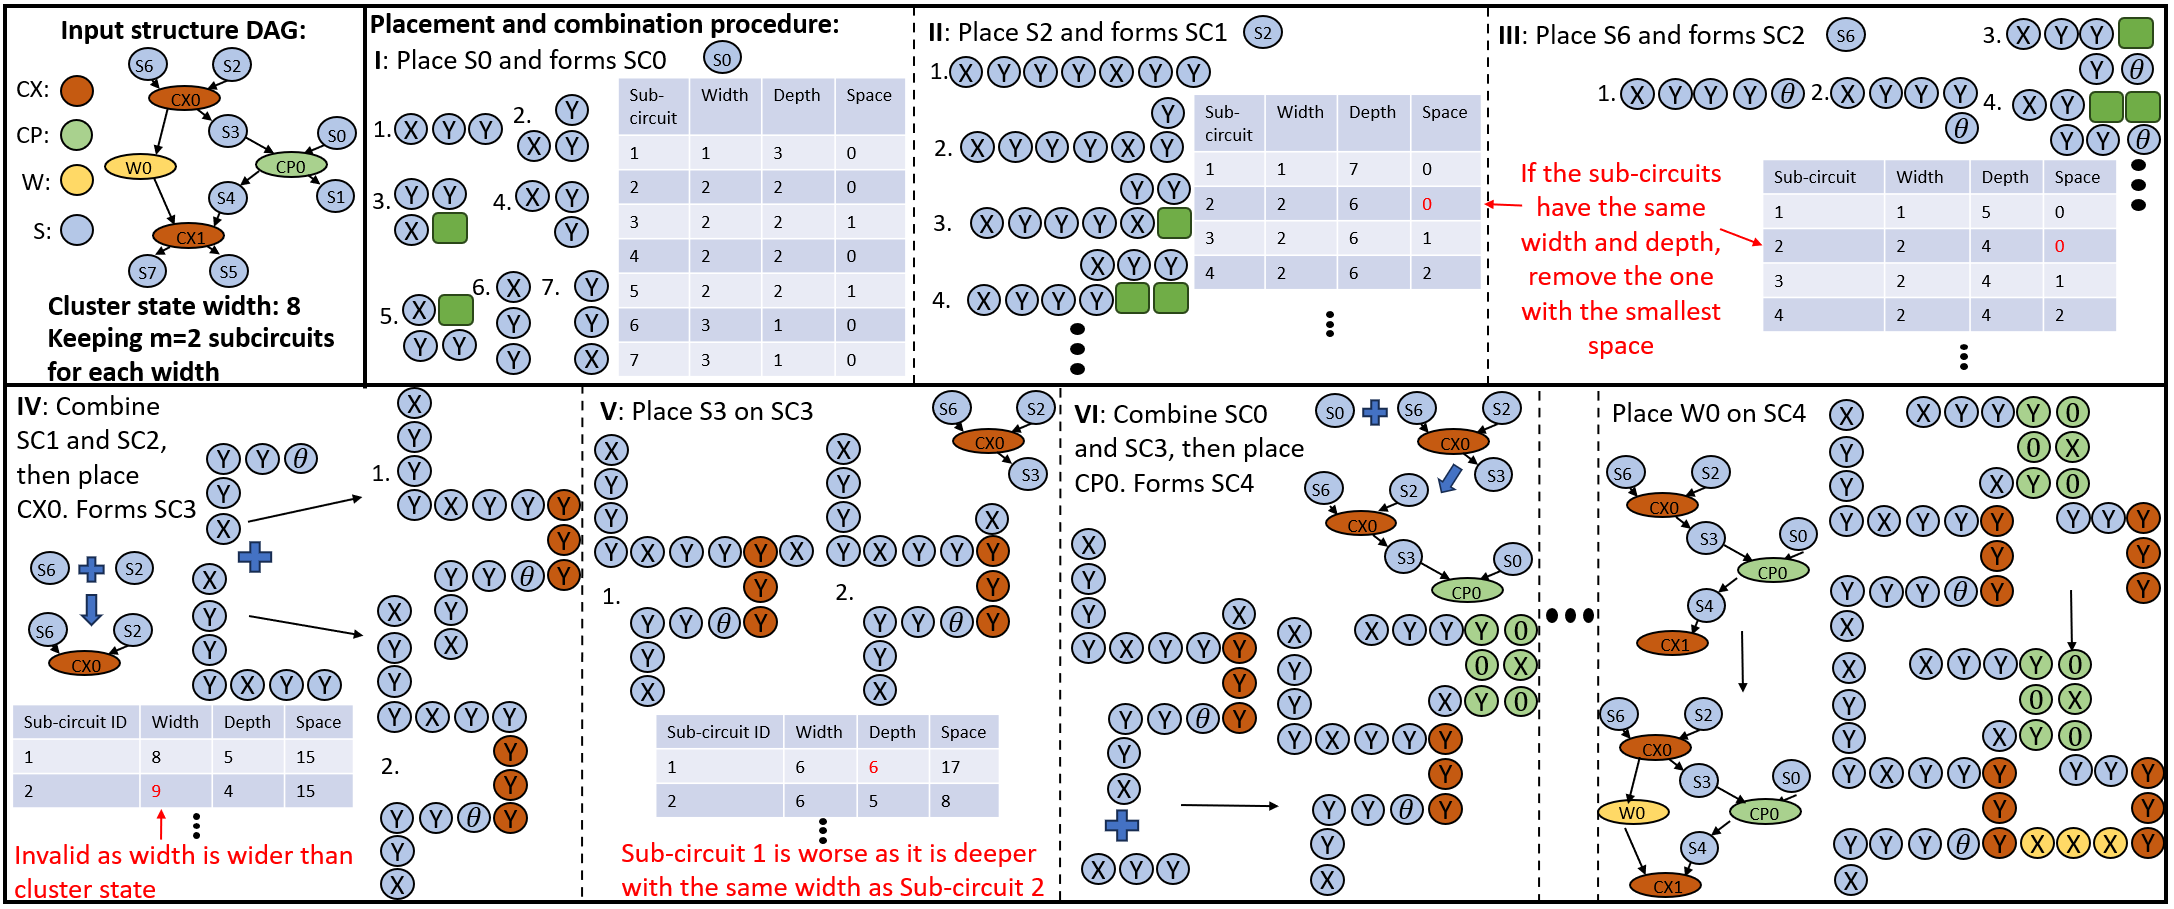 Input structure DAG:
CX:
CP:
W:
S:
S6
S2
CX0
S3
S0
W0
CP0
S4
S1
CX1
S7
S5
Cluster state width: 8
Keeping m=2 subcircuits
for each width
Placement and combination procedure:
I: Place S0 and forms SC0
S0
1. X Y Y
2. Y
X Y
3. Y Y
X
4. X Y
Y
5. X
Y Y
6. X
Y
Y
7. Y
Y
X
Sub-circuit Width Depth Space
1 1 3 0
2 2 2 0
3 2 2 1
4 2 2 0
5 2 2 1
6 3 1 0
7 3 1 0
II: Place S2 and forms SC1
S2
1. X Y Y Y X Y Y
Y
2. X Y Y Y X Y
Y Y
3. X Y Y Y X
X Y Y
4. X Y Y Y
Sub-circuit Width Depth Space
1 1 7 0
2 2 6 0
3 2 6 1
4 2 6 2
III: Place S6 and forms SC2
S6
1. X Y Y Y θ
2. X Y Y Y
θ
3. X Y Y
Y θ
4. X Y
Y Y θ
If the sub-circuits
have the same
width and depth,
remove the one
with the smallest
space
Sub-circuit Width Depth Space
1 1 5 0
2 2 4 0
3 2 4 1
4 2 4 2
IV: Combine
SC1 and SC2,
then place
CX0. Forms SC3
S6 S2
S6 S2
CX0
Y Y θ
Y
X
X
Y
Y
Y X Y Y
1.
X
Y
Y
Y X Y Y Y
Y
Y Y θ Y
Y
X
2.
X
Y
Y
Y X Y Y
Y
Y
Y Y θ Y
Y
X
Sub-circuit ID Width Depth Space
1 8 5 15
2 9 4 15
Invalid as width is wider than
cluster state
V: Place S3 on SC3
S6 S2
CX0
S3
X
Y
Y
Y X Y Y Y X
1. Y
Y Y θ Y
Y
X
X
Y
Y X
Y X Y Y Y
2. Y
Y Y θ Y
Y
X
Sub-circuit ID Width Depth Space
1 6 6 17
2 6 5 8
Sub-circuit 1 is worse as it is deeper
with the same width as Sub-circuit 2
VI: Combine SC0
and SC3, then place
CP0. Forms SC4
S0 S6 S2
CX0
S3
S6 S2
CX0
S3 S0
CP0
X
Y
Y X
Y X Y Y Y
Y
Y Y θ Y
Y
X
X Y Y
X X Y Y Y 0
Y 0 X
Y X Y 0
Y X Y Y Y
Y
Y Y θ Y
Y
X
Place W0 on SC4
S6 S2
CX0
S3 S0
CP0
S4
CX1
S6 S2
CX0
S3 S0
W0 CP0
S4
CX1
X X Y Y Y 0
Y 0 X
Y X Y 0
Y X Y Y Y Y Y Y
Y Y
Y Y Y θ Y Y
X
X X Y Y Y 0
Y 0 X
Y X Y 0
Y X Y Y Y Y Y Y
Y Y
Y Y Y θ Y X X X Y
X